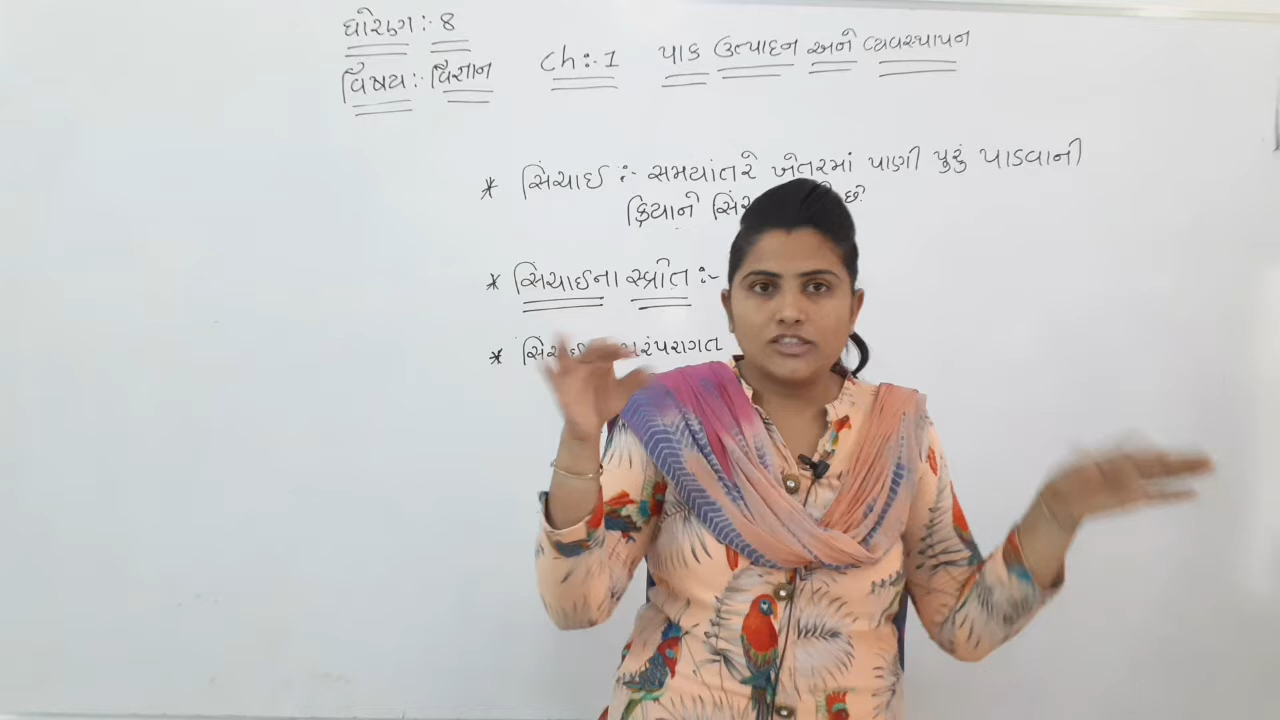 ધોરણ :- 8
વિષય :- વિજ્ઞાન
Ch :- 1 પાક ઉત્પાદન અને વ્યવસ્થાપન
* સિંચાઈ :- સમયાંતરે ખેતરમાં પાણી પુરું પાડવાની
ક્રિયાને છે
* સિંચાઈના સ્ત્રોત :-
* પરંપરાગત